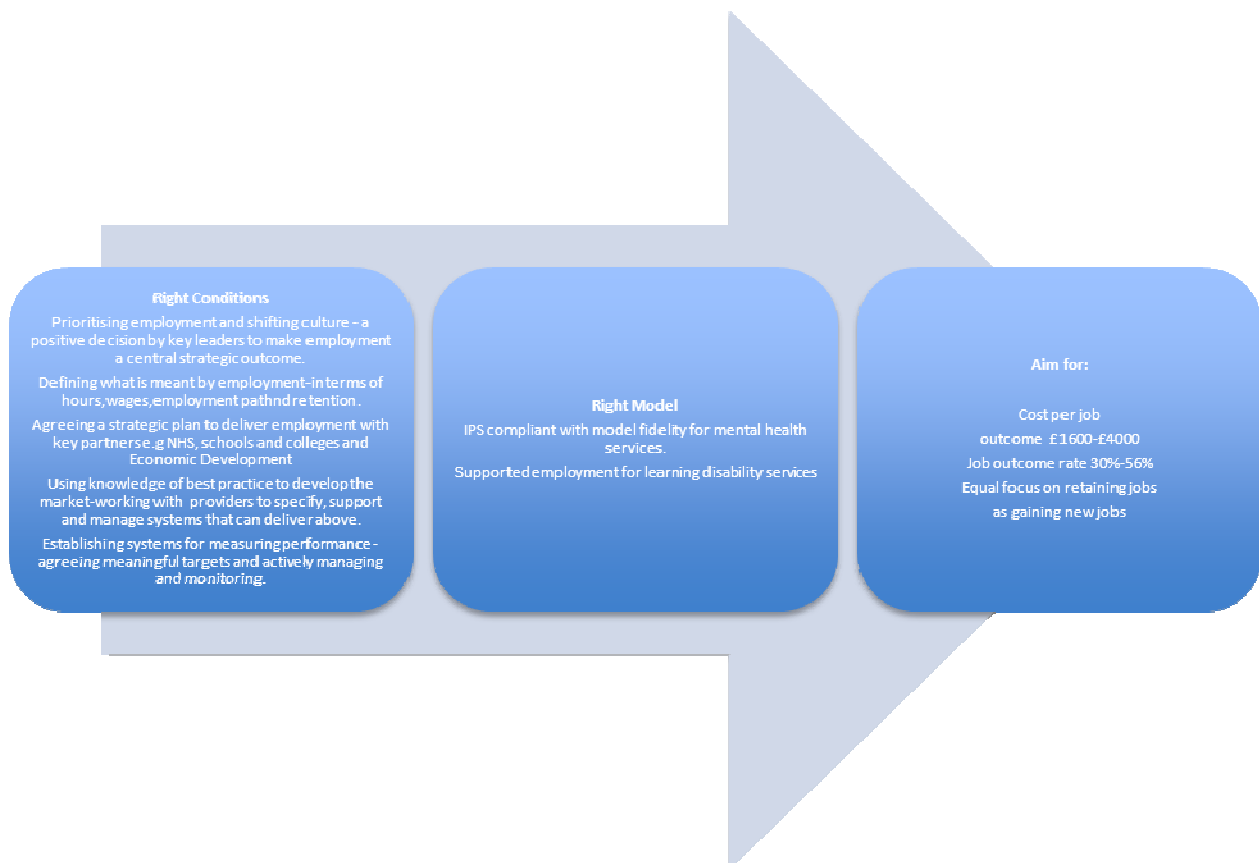 Right Conditions
Prioritising employment and shifting culture - a
positive decision by key leaders to make employment
a central strategic outcome.
Defining what is meant by employment-in terms of
hours,wages,employment pathnd retention.
Agreeing a strategic plan to deliver employment with
key partners e.g NHS, schools and colleges and
Economic Development
Using knowledge of best practice to develop the
market-working with providers to specify, support
and manage systems that can deliver above.
Establishing systems for measuring performance -
agreeing meaningful targets and actively managing
and monitoring.
Right Model
IPS compliant with model fidelity for mental health
services.
Supported employment for learning disability services
Aim for:
Cost per job
outcome £1600-£4000
Job outcome rate 30%-56%
Equal focus on retaining jobs
as gaining new jobs